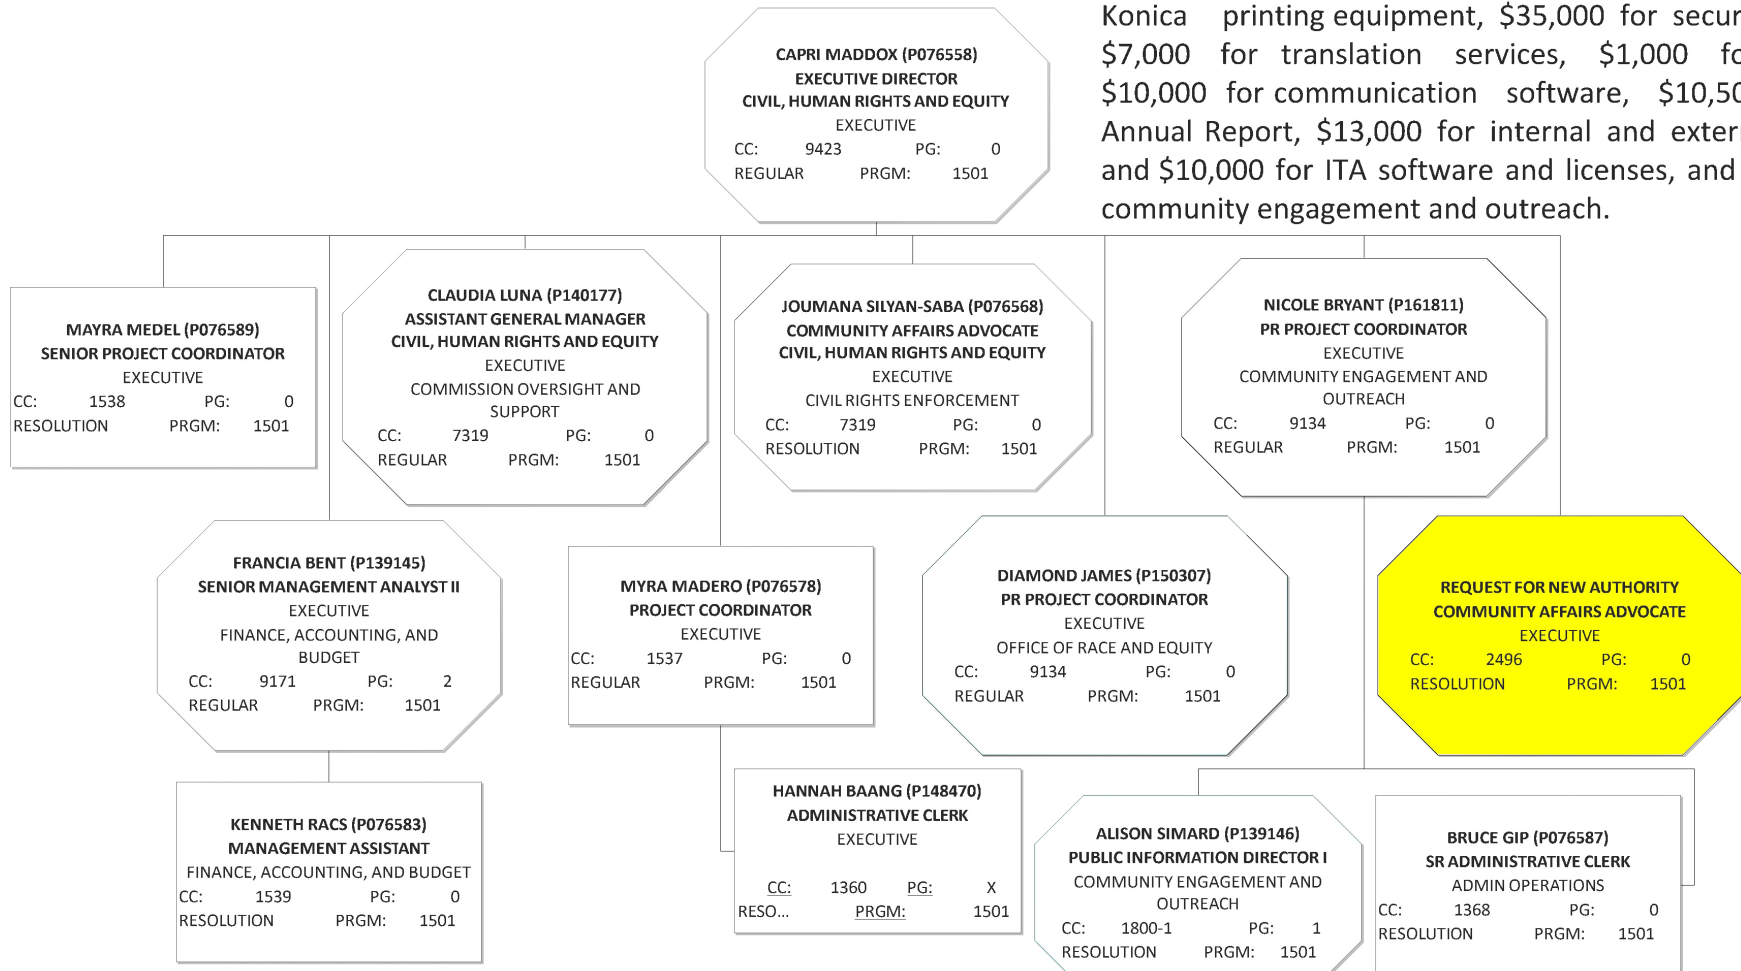 Konica printing equipment, $35,000 for secur
$7,000 for translation services, $1,000 fo
$10,000 for communication software, $10,50
Annual Report, $13,000 for internal and exter
and $10,000 for ITA software and licenses, and
community engagement and outreach.
CAPRI MADDOX (P076558)
EXECUTIVE DIRECTOR
CIVIL, HUMAN RIGHTS AND EQUITY
EXECUTIVE
CC: 9423 PG: 0
REGULAR PRGM: 1501
MAYRA MEDEL (P076589)
SENIOR PROJECT COORDINATOR
EXECUTIVE
CC: 1538 PG: 0
RESOLUTION PRGM: 1501
CLAUDIA LUNA (P140177)
ASSISTANT GENERAL MANAGER
CIVIL, HUMAN RIGHTS AND EQUITY
EXECUTIVE
COMMISSION OVERSIGHT AND
SUPPORT
CC: 7319 PG: 0
REGULAR PRGM: 1501
JOUMANA SILYAN-SABA (P076568)
COMMUNITY AFFAIRS ADVOCATE
CIVIL, HUMAN RIGHTS AND EQUITY
EXECUTIVE
CIVIL RIGHTS ENFORCEMENT
CC: 7319 PG: 0
RESOLUTION PRGM: 1501
NICOLE BRYANT (P161811)
PR PROJECT COORDINATOR
EXECUTIVE
COMMUNITY ENGAGEMENT AND
OUTREACH
CC: 9134 PG: 0
REGULAR PRGM: 1501
FRANCIA BENT (P139145)
SENIOR MANAGEMENT ANALYST II
EXECUTIVE
FINANCE, ACCOUNTING, AND
BUDGET
CC: 9171 PG: 2
REGULAR PRGM: 1501
MYRA MADERO (P076578)
PROJECT COORDINATOR
EXECUTIVE
CC: 1537 PG: 0
REGULAR PRGM: 1501
DIAMOND JAMES (P150307)
PR PROJECT COORDINATOR
EXECUTIVE
OFFICE OF RACE AND EQUITY
CC: 9134 PG: 0
REGULAR PRGM: 1501
REQUEST FOR NEW AUTHORITY
COMMUNITY AFFAIRS ADVOCATE
EXECUTIVE
CC: 2496 PG: 0
RESOLUTION PRGM: 1501
KENNETH RACS (P076583)
MANAGEMENT ASSISTANT
FINANCE, ACCOUNTING, AND BUDGET
CC: 1539 PG: 0
RESOLUTION PRGM: 1501
HANNAH BAANG (P148470)
ADMINISTRATIVE CLERK
EXECUTIVE
CC: 1360 PG: X
RESO... PRGM: 1501
ALISON SIMARD (P139146)
PUBLIC INFORMATION DIRECTOR I
COMMUNITY ENGAGEMENT AND
OUTREACH
CC: 1800-1 PG: 1
RESOLUTION PRGM: 1501
BRUCE GIP (P076587)
SR ADMINISTRATIVE CLERK
ADMIN OPERATIONS
CC: 1368 PG: 0
RESOLUTION PRGM: 1501